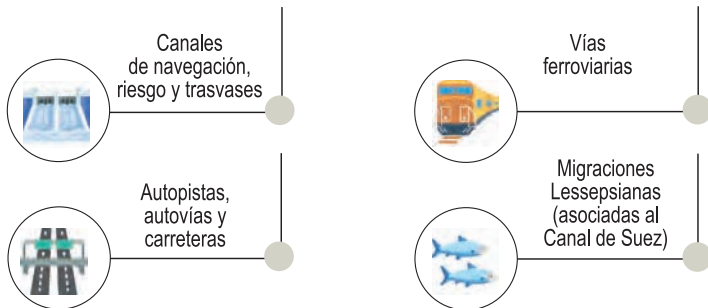 Canales
de navegación,
riesgo y trasvases
Vías
ferroviarias
Autopistas,
autovías y
carreteras
Migraciones
Lessepsianas
(asociadas al
Canal de Suez)